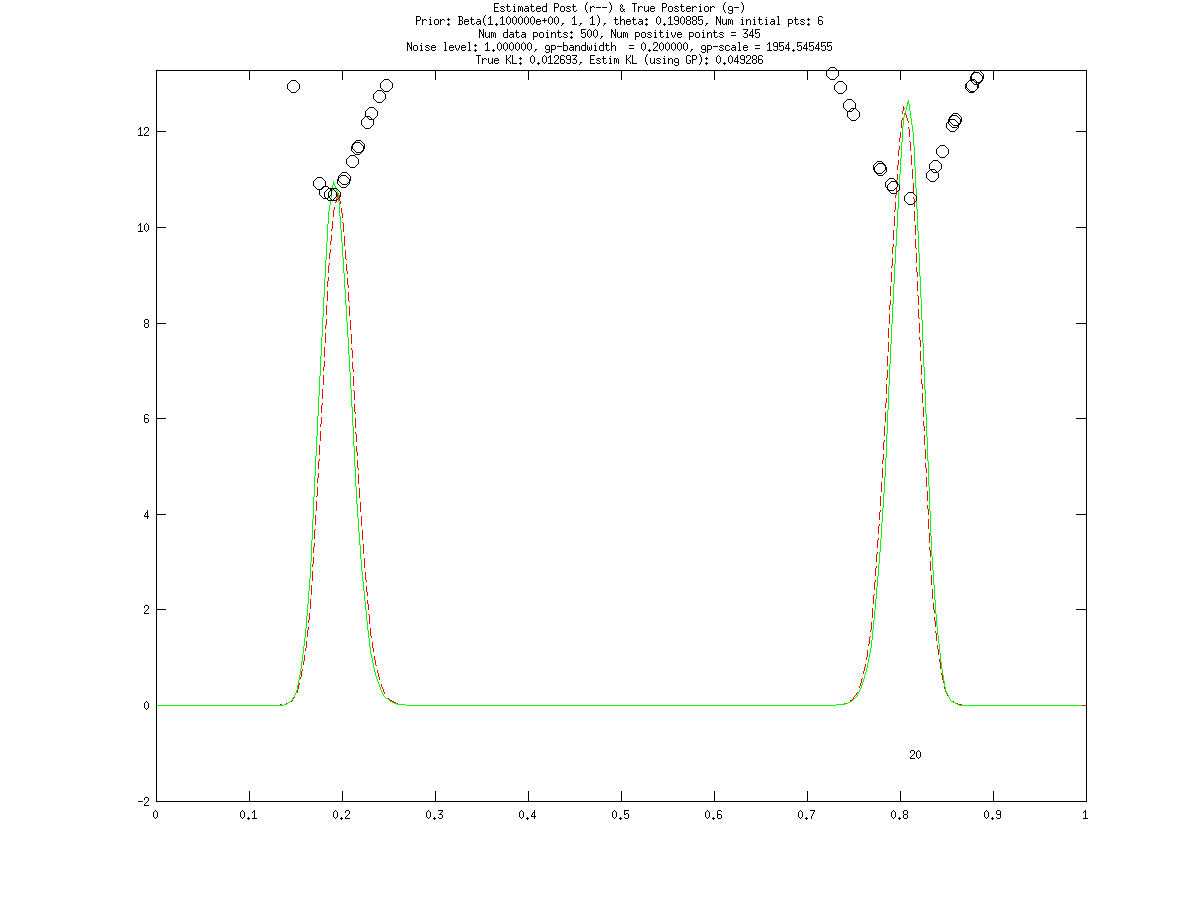 Estimated Post (r--) & True Posterior (g-)
Prior: Beta(1.100000e+00, 1, 1), theta: 0.190885, Num initial pts: 6
Num data points: 500, Num positive points = 345
Noise level: 1.000000, gp-bandwidth  = 0.200000, gp-scale = 1954.545455
True KL: 0.012693, Estim KL (using GP): 0.049286
12
10
8
6
4
2
0
20
-2
0 0.1 0.2 0.3 0.4 0.5 0.6 0.7 0.8 0.9 1